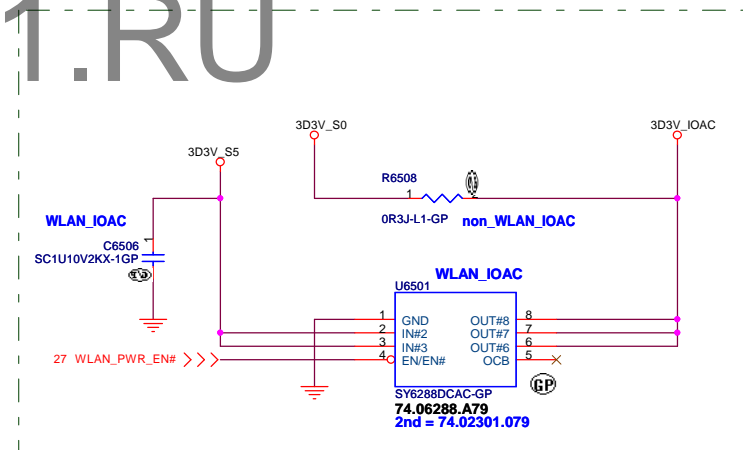 1.RU
3D3V_S0
3D3V_IOAC
3D3V_S5
R6508
1
2
0R3J-L1-GP non_WLAN_IOAC
WLAN_IOAC
1
C6506
SC1U10V2KX-1GP
WLAN_IOAC
U6501
1 GND OUT#8 8
2 IN#2 OUT#7 7
3 IN#3 OUT#6 6
27 WLAN_PWR_EN# 4 EN/EN# OCB 5
GP
SY6288DCAC-GP
74.06288.A79
2nd = 74.02301.079